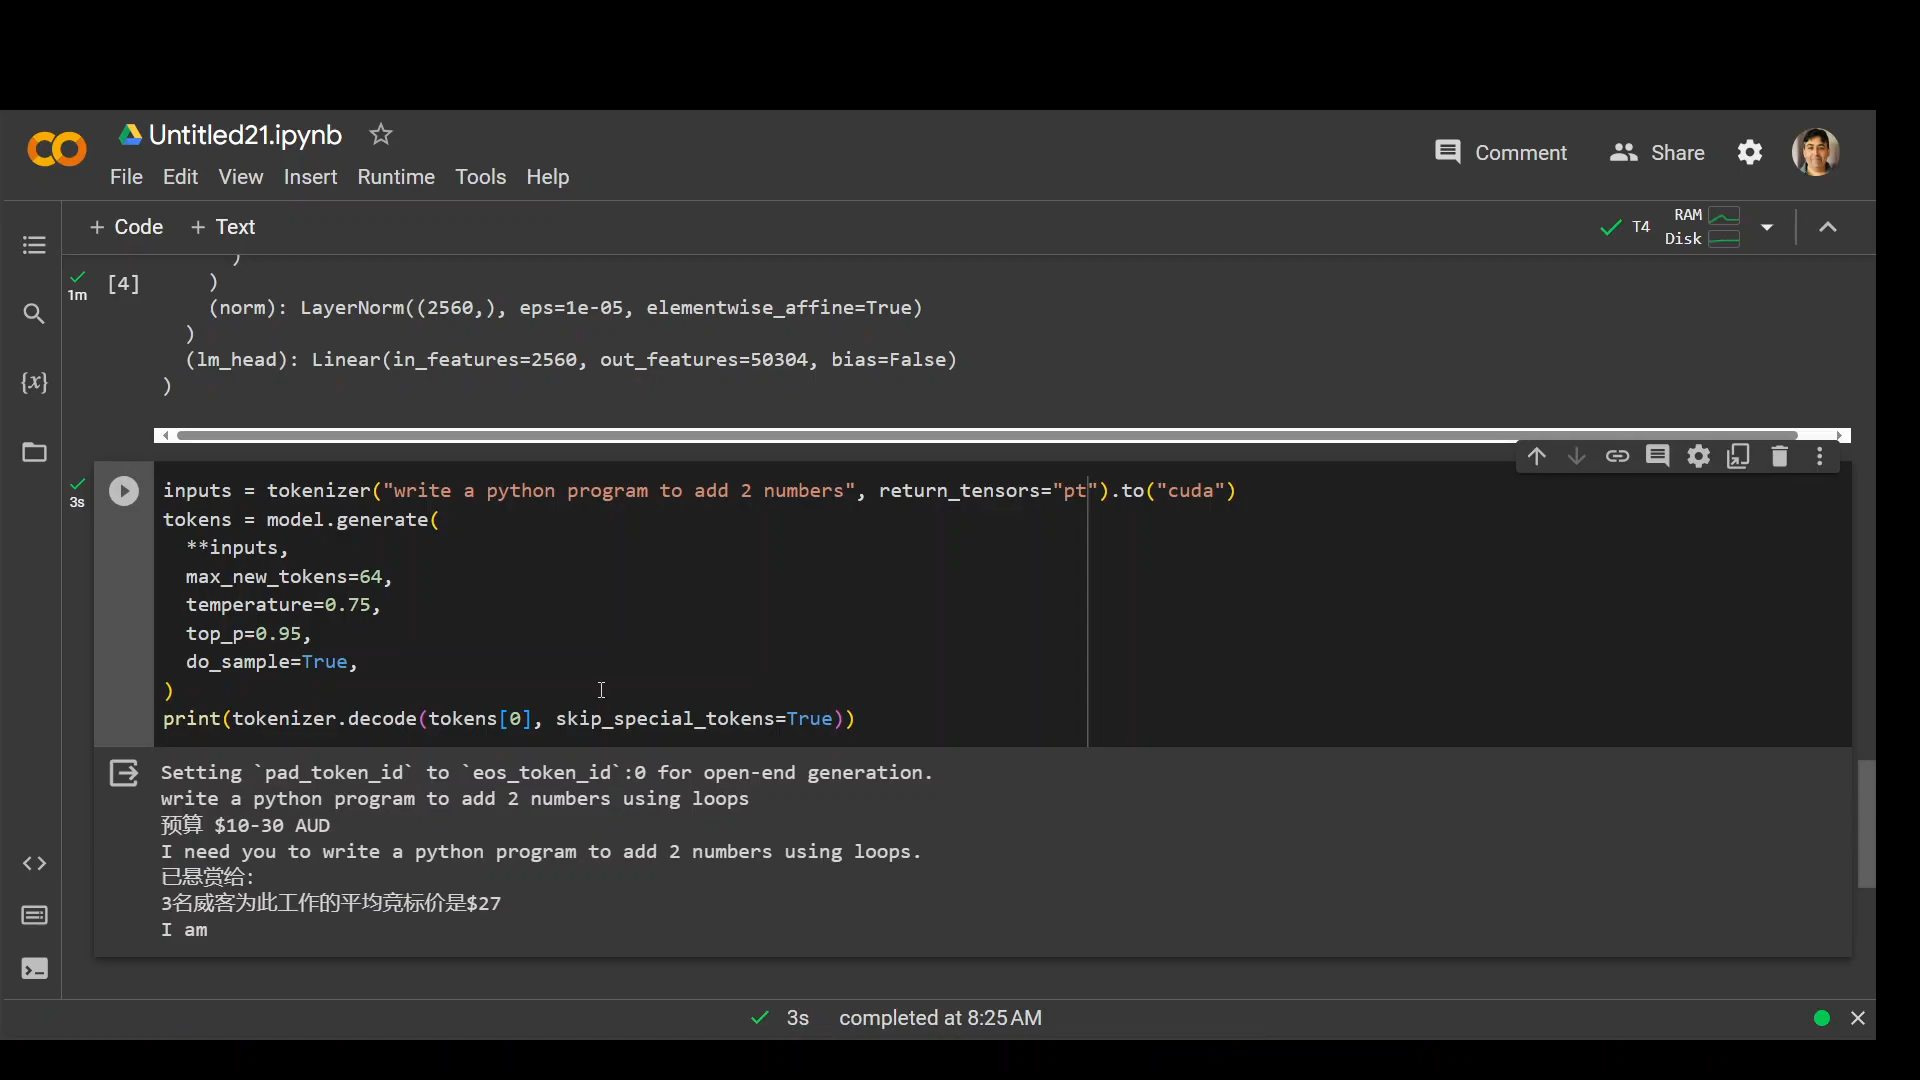 Untitled21.ipynb
File Edit View Insert Runtime Tools Help
Comment Share
+ Code + Text
T4 RAM Disk
)
1m [4] )
(norm): LayerNorm((2560,), eps=1e-05, elementwise_affine=True)
)
(lm_head): Linear(in_features=2560, out_features=50304, bias=False)
)
3s
inputs = tokenizer("write a python program to add 2 numbers", return_tensors="pt").to("cuda")
tokens = model.generate(
**inputs,
max_new_tokens=64,
temperature=0.75,
top_p=0.95,
do_sample=True,
)
print(tokenizer.decode(tokens[0], skip_special_tokens=True))
Setting `pad_token_id` to `eos_token_id`:0 for open-end generation.
write a python program to add 2 numbers using loops
预算 $10-30 AUD
I need you to write a python program to add 2 numbers using loops.
已悬赏给:
3名威客为此工作的平均竞标价是$27
I am
3s completed at 8:25 AM